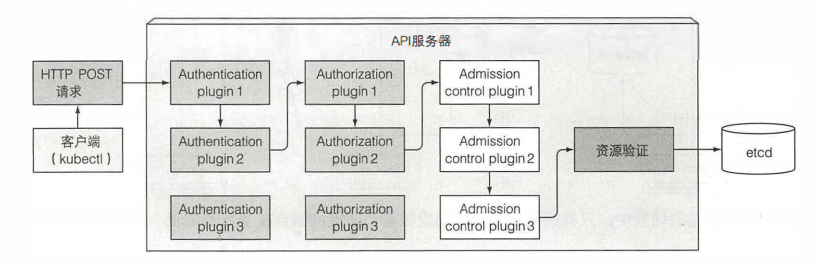 API服务器
HTTP POST
请求
客户端
(kubectl)
Authentication
plugin 1
Authentication
plugin 2
Authentication
plugin 3
Authorization
plugin 1
Authorization
plugin 2
Authorization
plugin 3
Admission
control plugin 1
Admission
control plugin 2
Admission
control plugin 3
资源验证
etcd